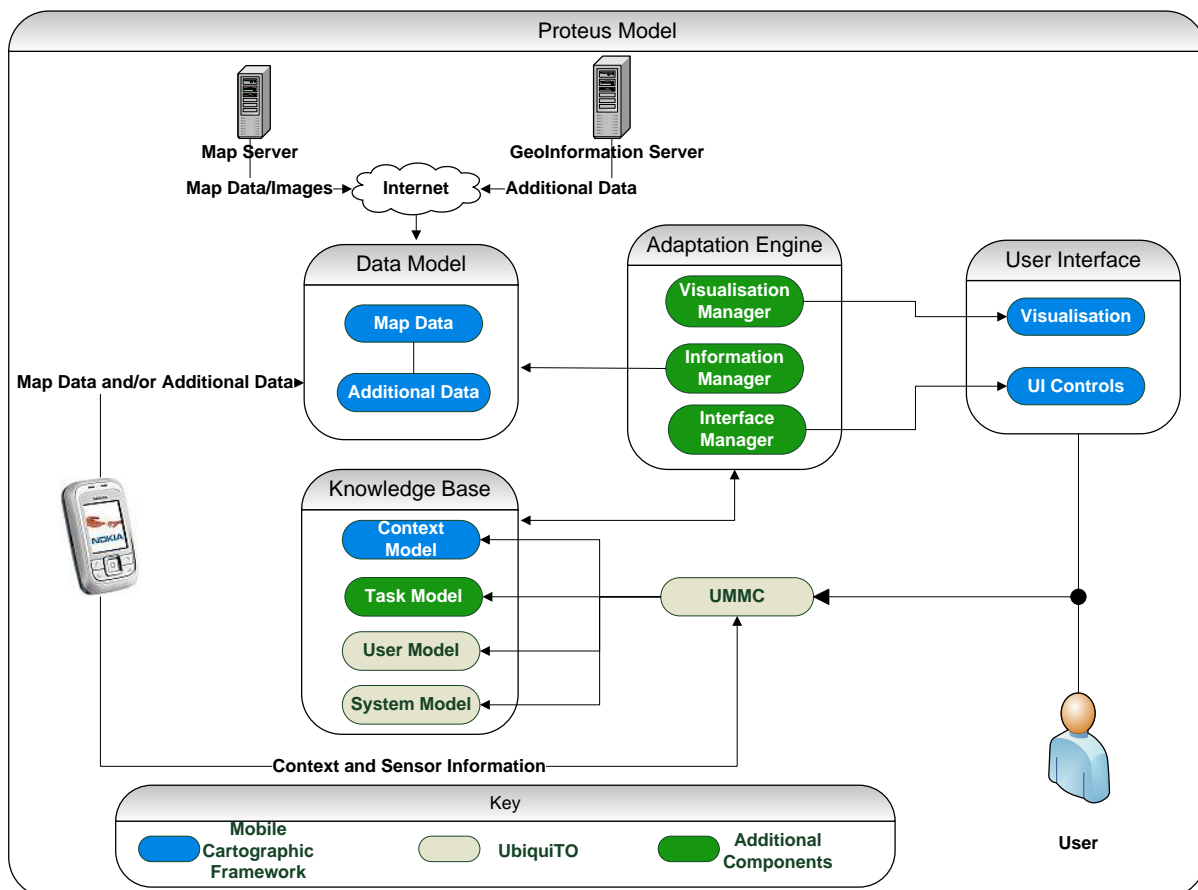 Proteus Model
Map Server
GeoInformation Server
Map Data/Images
Internet
Additional Data
Data Model
Map Data
Additional Data
Adaptation Engine
Visualisation
Manager
Information
Manager
Interface
Manager
User Interface
Visualisation
UI Controls
Map Data and/or Additional Data
NOKIA
NOKIA
Knowledge Base
Context
Model
Task Model
User Model
System Model
UMMC
Context and Sensor Information
User
Key
Mobile
Cartographic
Framework
UbiquiTO
Additional
Components